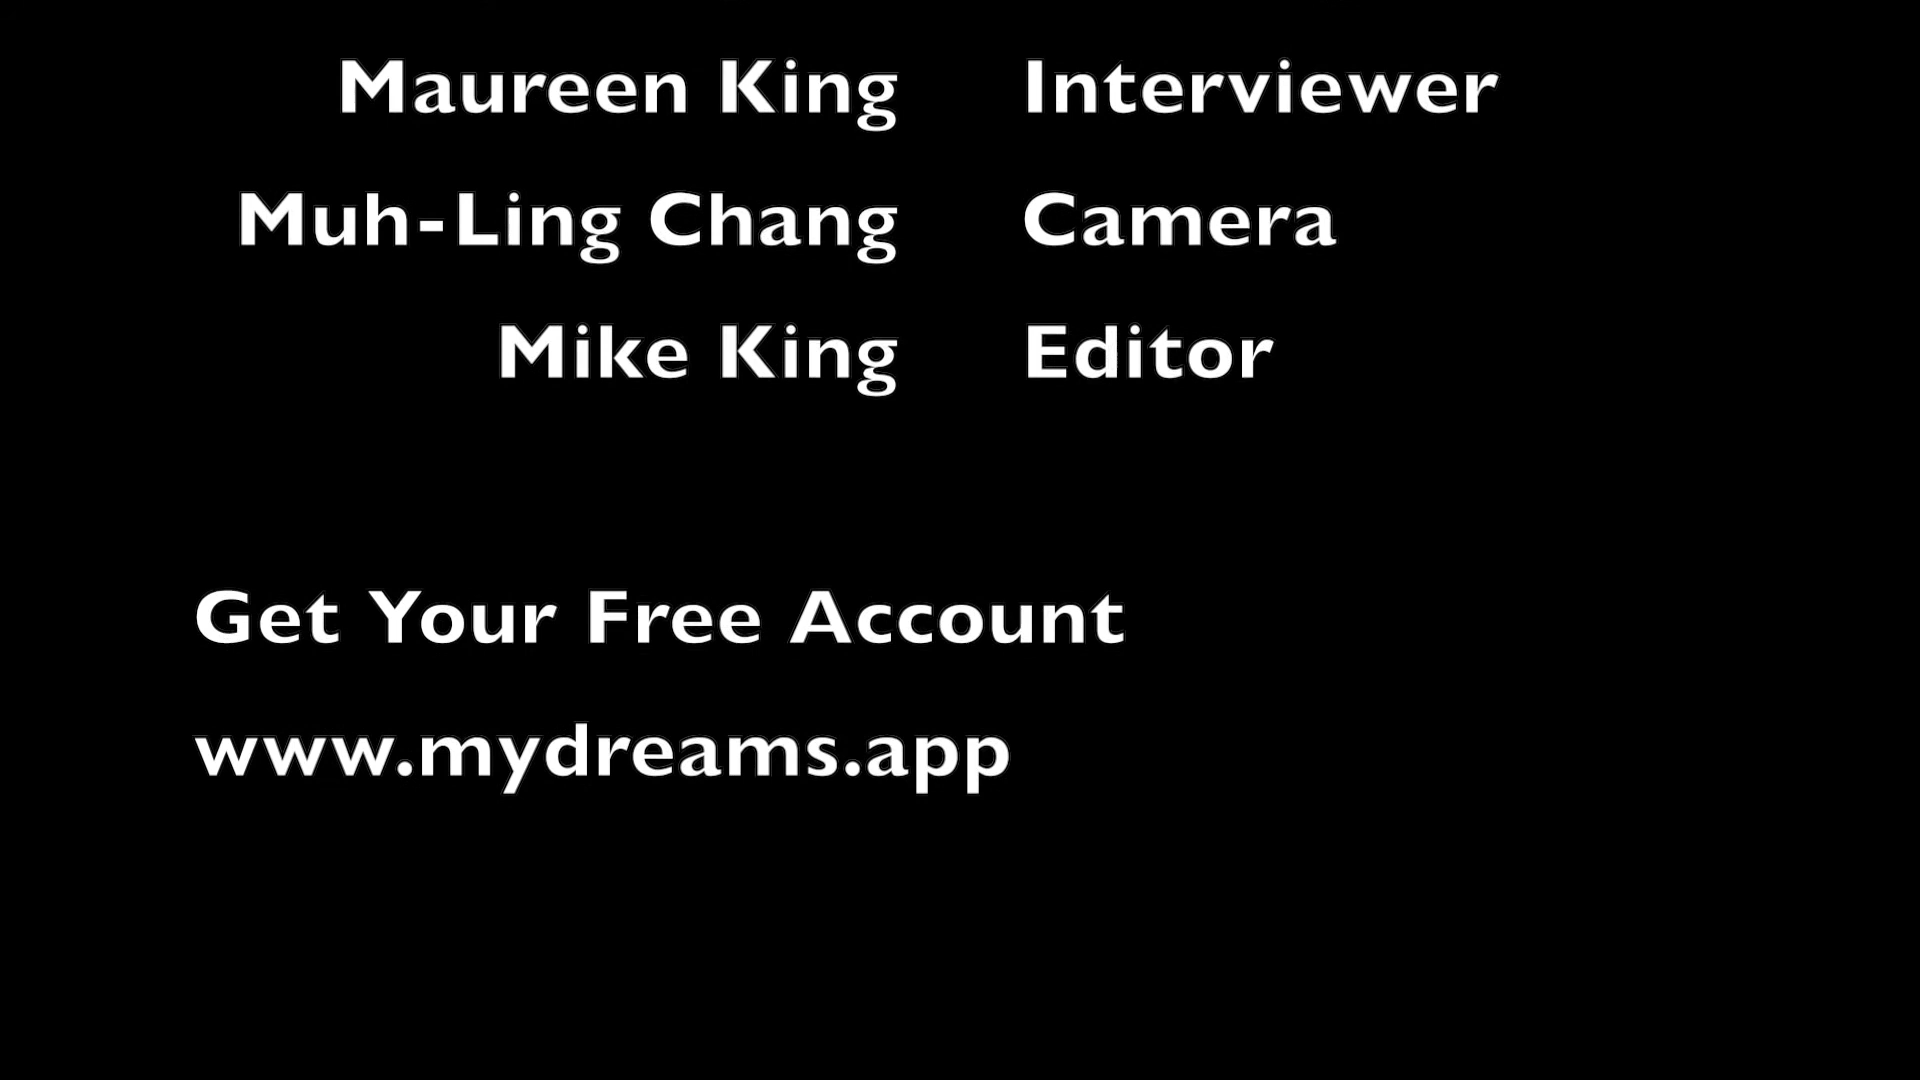 Maureen King Interviewer
Muh-Ling Chang Camera
Mike King Editor
Get Your Free Account
www.mydreams.app